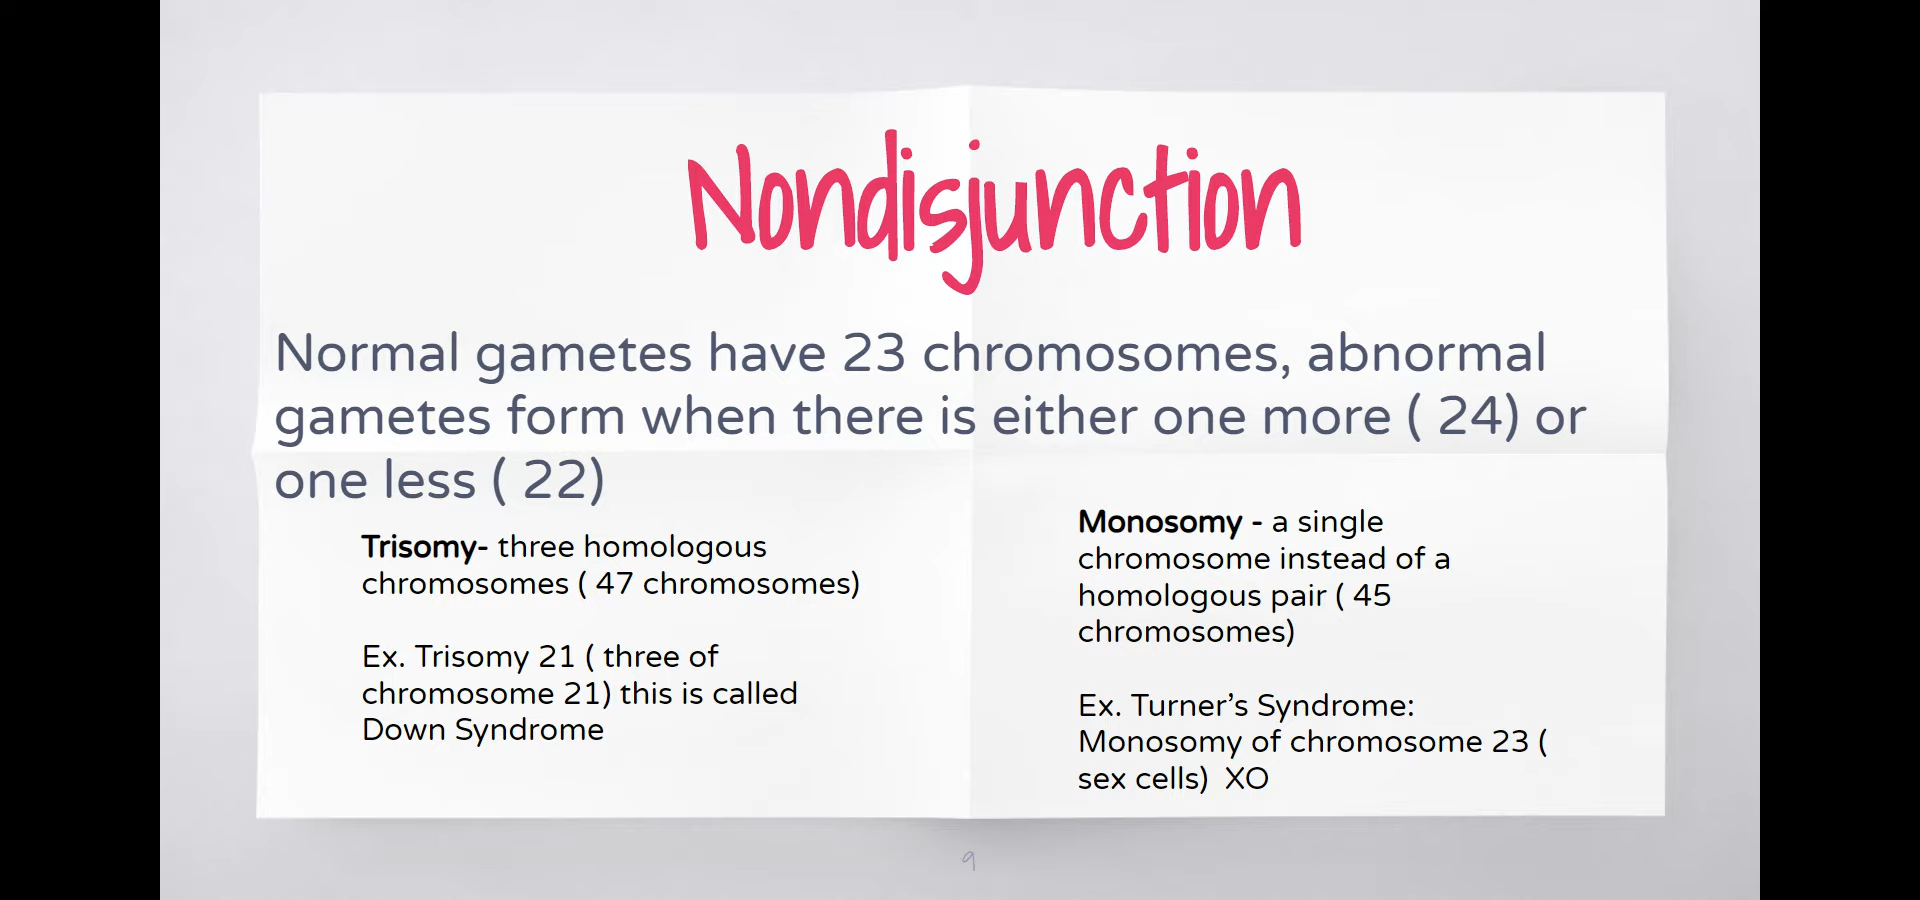 Nondisjunction
Normal gametes have 23 chromosomes, abnormal
gametes form when there is either one more ( 24) or
one less ( 22)
Trisomy- three homologous
chromosomes ( 47 chromosomes)
Ex. Trisomy 21 ( three of
chromosome 21) this is called
Down Syndrome
Monosomy - a single
chromosome instead of a
homologous pair ( 45
chromosomes)
Ex. Turner’s Syndrome:
Monosomy of chromosome 23 (
sex cells)  XO
9